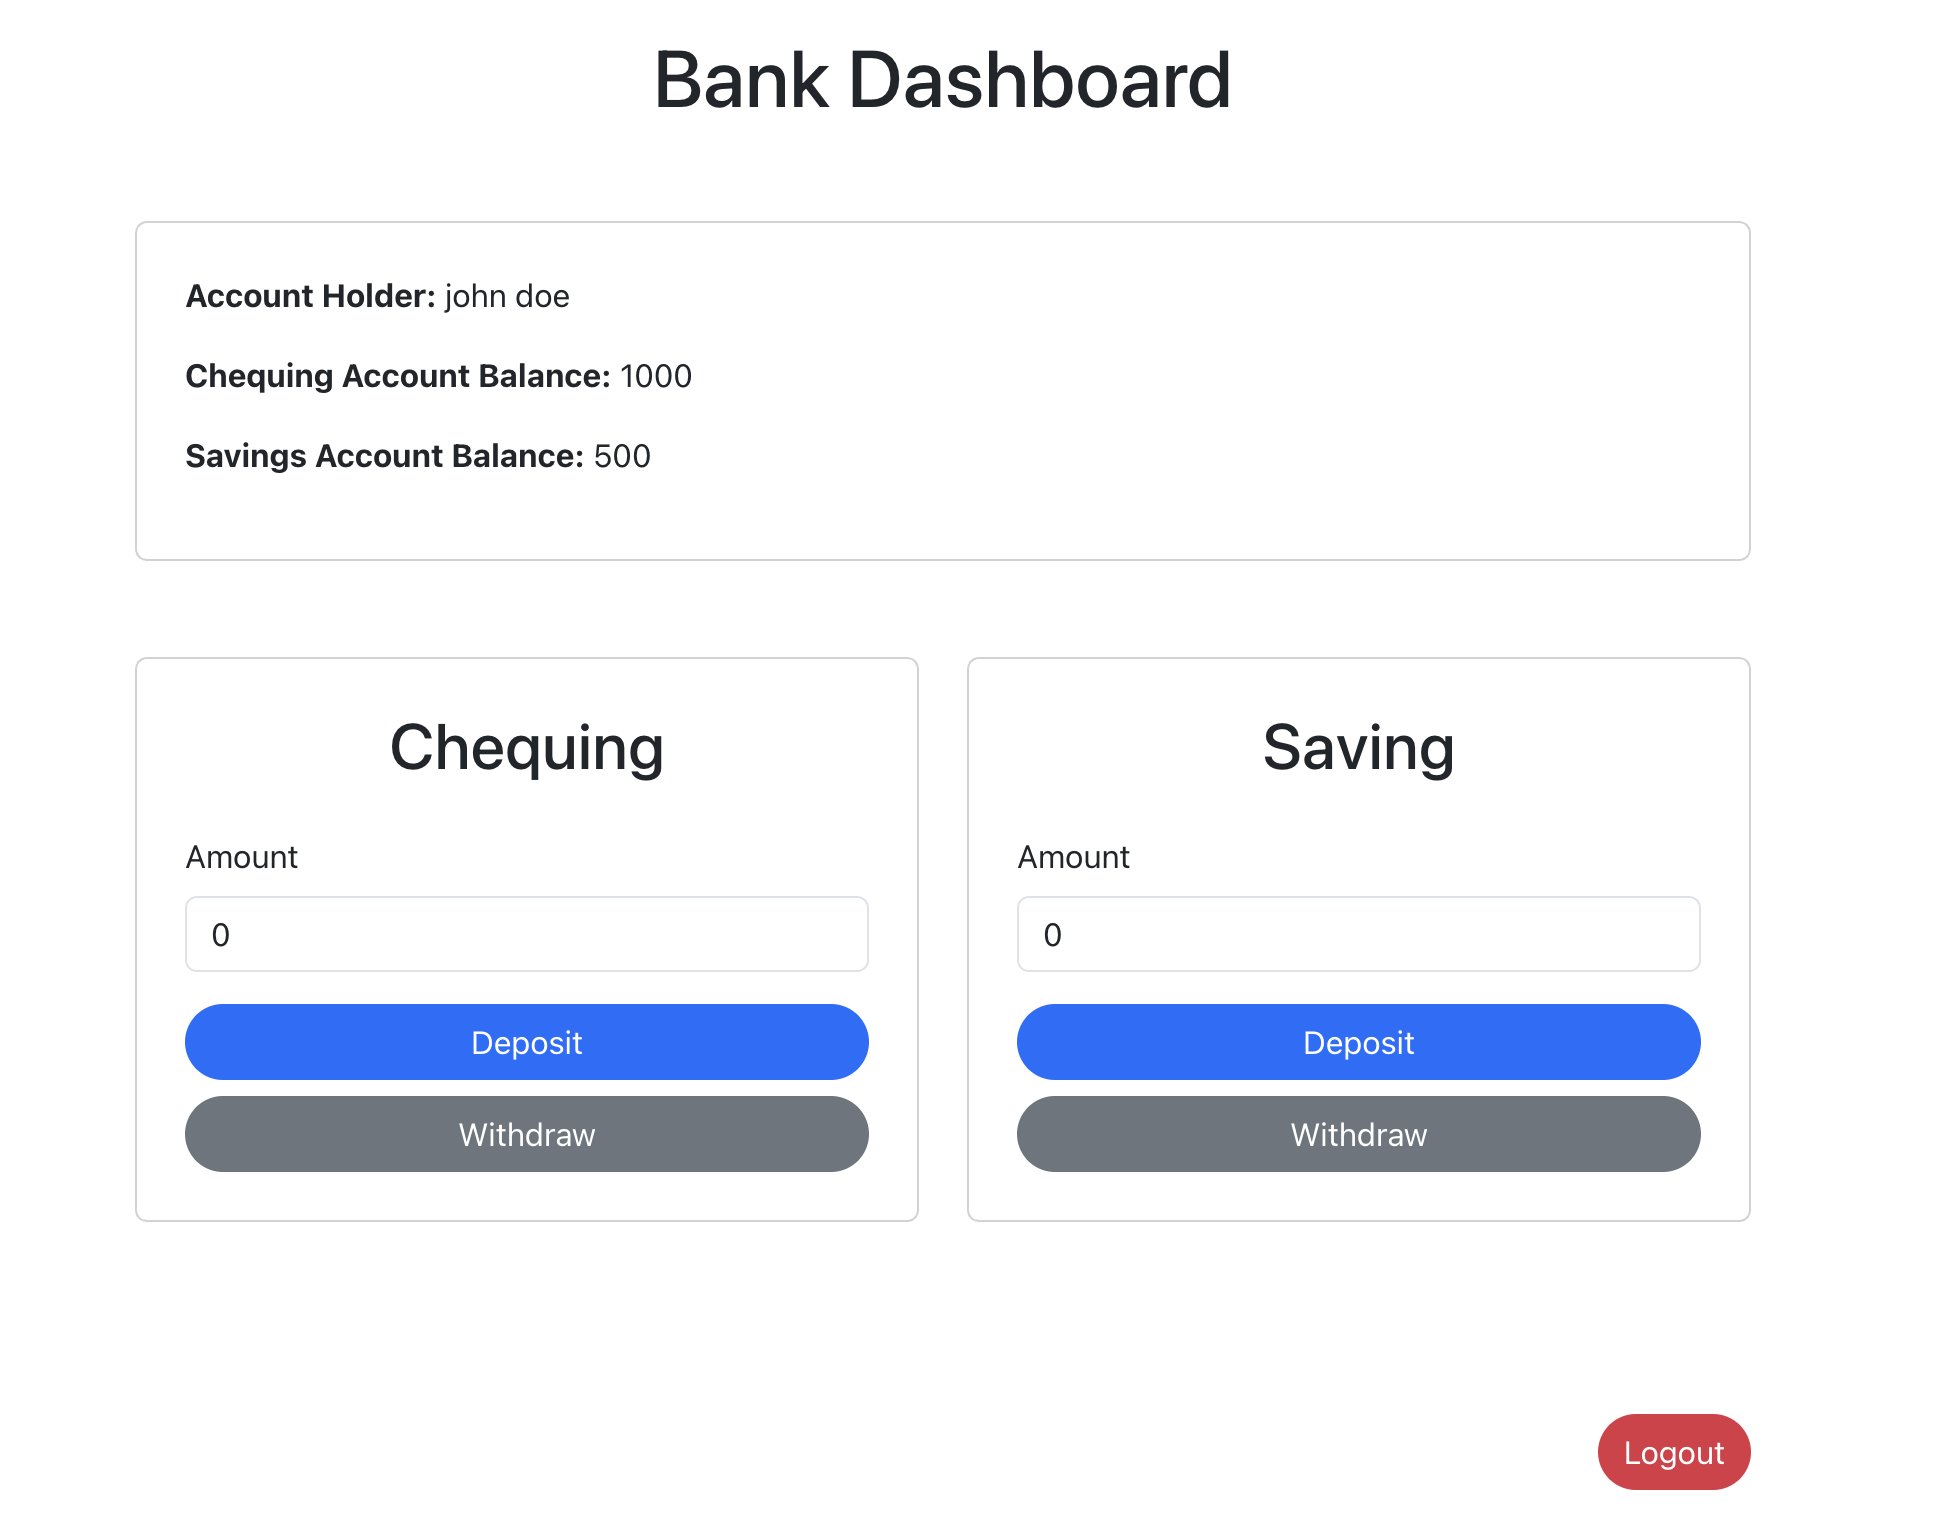 Bank Dashboard
Account Holder: john doe
Chequing Account Balance: 1000
Savings Account Balance: 500
Chequing
Amount
0
Deposit
Withdraw
Saving
Amount
0
Deposit
Withdraw
Logout